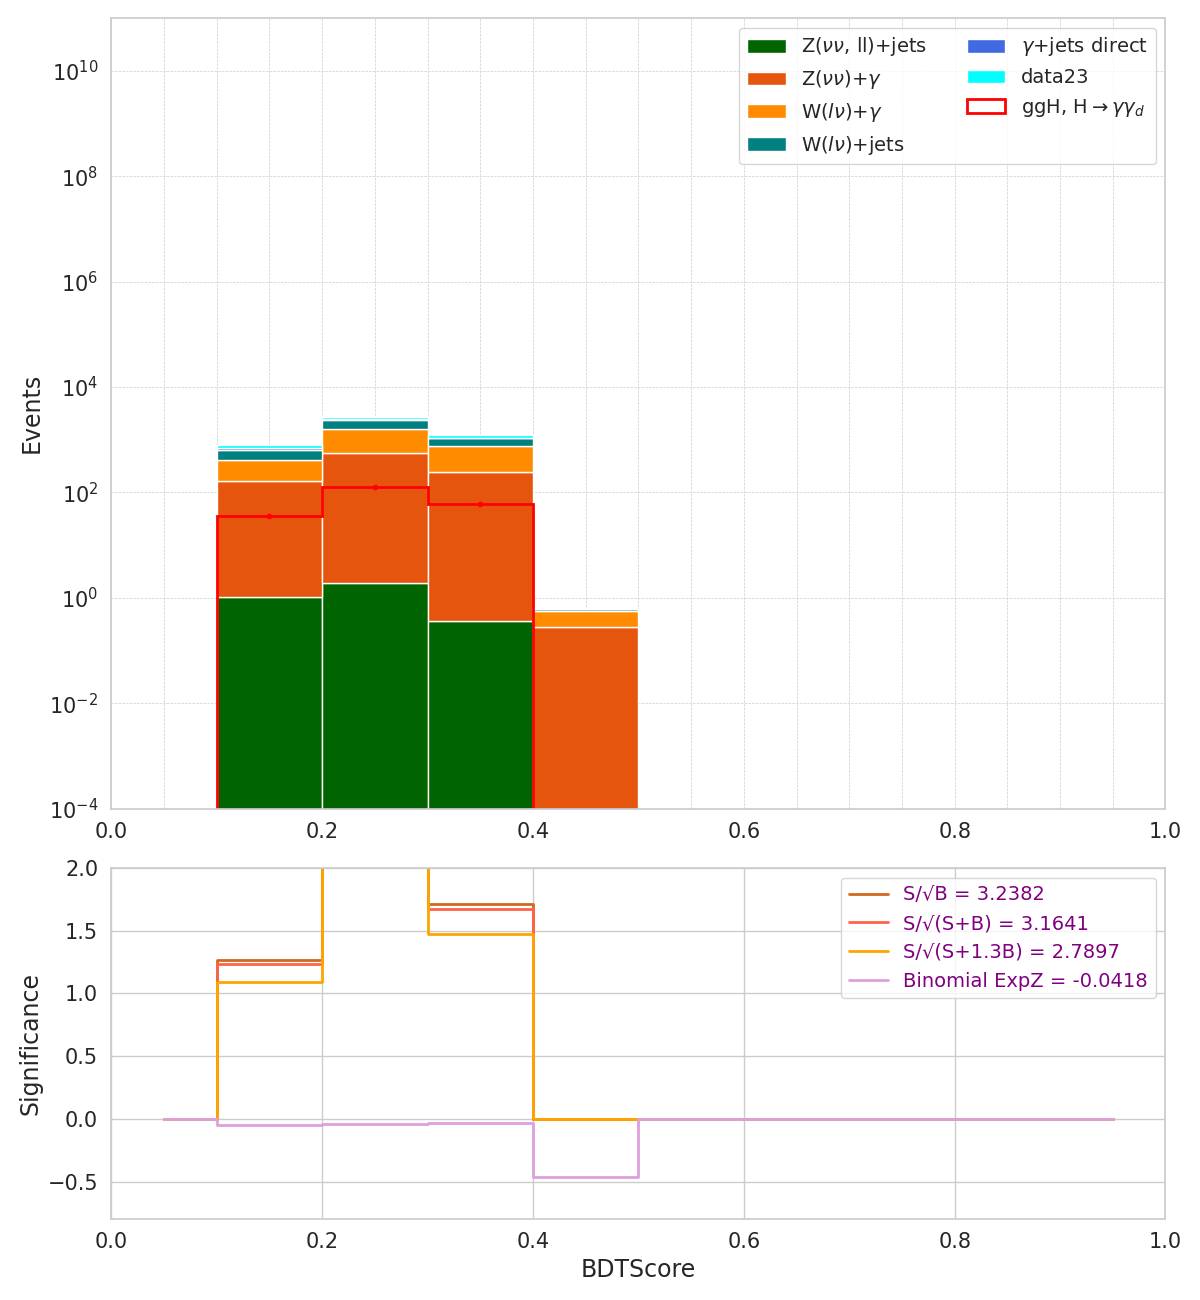 10^10
10^8
10^6
10^4
10^2
10^0
10^−2
10^−4
Events
Z(νν, ll)+jets
Z(νν)+γ
W(lν)+γ
W(lν)+jets
γ+jets direct
data23
ggH, H→γγ_d
0.0 0.2 0.4 0.6 0.8 1.0
2.0
1.5
1.0
0.5
0.0
−0.5
Significance
S/√B = 3.2382
S/√(S+B) = 3.1641
S/√(S+1.3B) = 2.7897
Binomial ExpZ = -0.0418
0.0 0.2 0.4 0.6 0.8 1.0
BDTScore